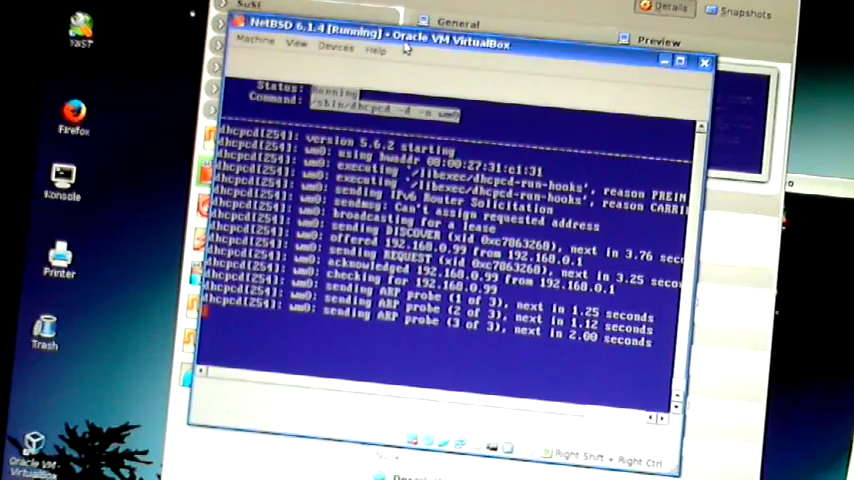 SuSE
YaST
General
Details
Snapshots
Preview
NetBSD 6.1.4 [Running] - Oracle VM VirtualBox
Machine View Devices Help
Status: Running
Command: /sbin/dhcpcd -d -n wm0
dhcpcd[254]: version 5.6.2 starting
dhcpcd[254]: wm0: using hwaddr 08:00:27:31:c1:31
dhcpcd[254]: wm0: executing `/libexec/dhcpcd-run-hooks', reason PREIN
dhcpcd[254]: wm0: executing `/libexec/dhcpcd-run-hooks', reason CARRI
dhcpcd[254]: wm0: sending IPv6 Router Solicitation
dhcpcd[254]: wm0: sendmsg: Can't assign requested address
dhcpcd[254]: wm0: broadcasting for a lease
dhcpcd[254]: wm0: sending DISCOVER (xid 0xc7863268), next in 3.76 seco
dhcpcd[254]: wm0: offered 192.168.0.99 from 192.168.0.1
dhcpcd[254]: wm0: sending REQUEST (xid 0xc7863268), next in 3.25 secon
dhcpcd[254]: wm0: acknowledged 192.168.0.99 from 192.168.0.1
dhcpcd[254]: wm0: checking for 192.168.0.99
dhcpcd[254]: wm0: sending ARP probe (1 of 3), next in 1.25 seconds
dhcpcd[254]: wm0: sending ARP probe (2 of 3), next in 1.12 seconds
dhcpcd[254]: wm0: sending ARP probe (3 of 3), next in 2.00 seconds
Right Shift + Right Ctrl
Firefox
Konsole
Printer
Trash
Oracle VM
VirtualBox